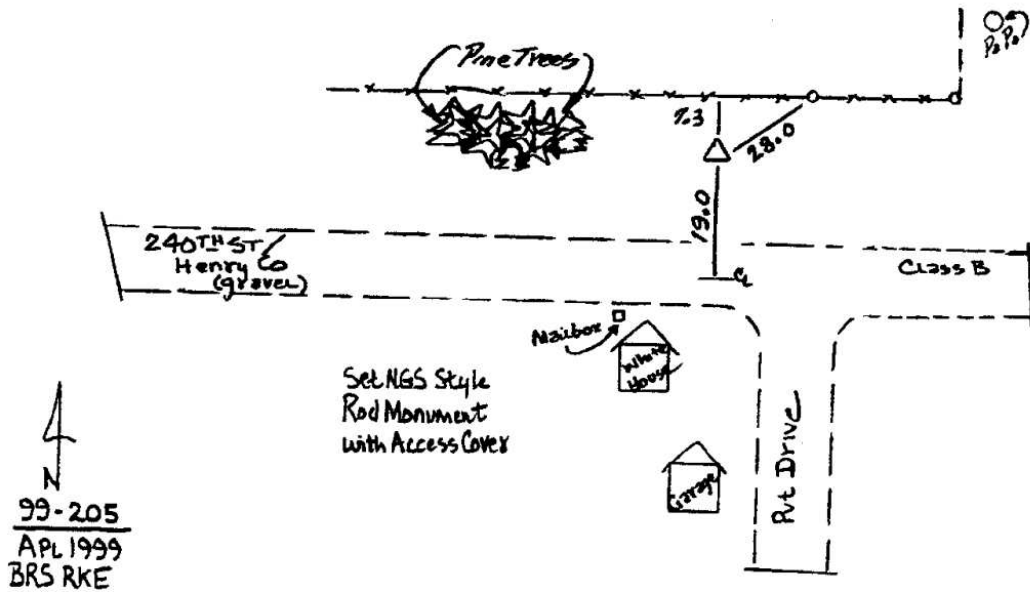 Pine Trees
P.P.
7.3
28.0
19.0
240TH ST
Henry Co
(gravel)
Class B
CL
Mailbox
White
House
Set NGS Style
Rod Monument
with Access Cover
Garage
Pvt Drive
N
99-205
APL 1999
BRS RKE